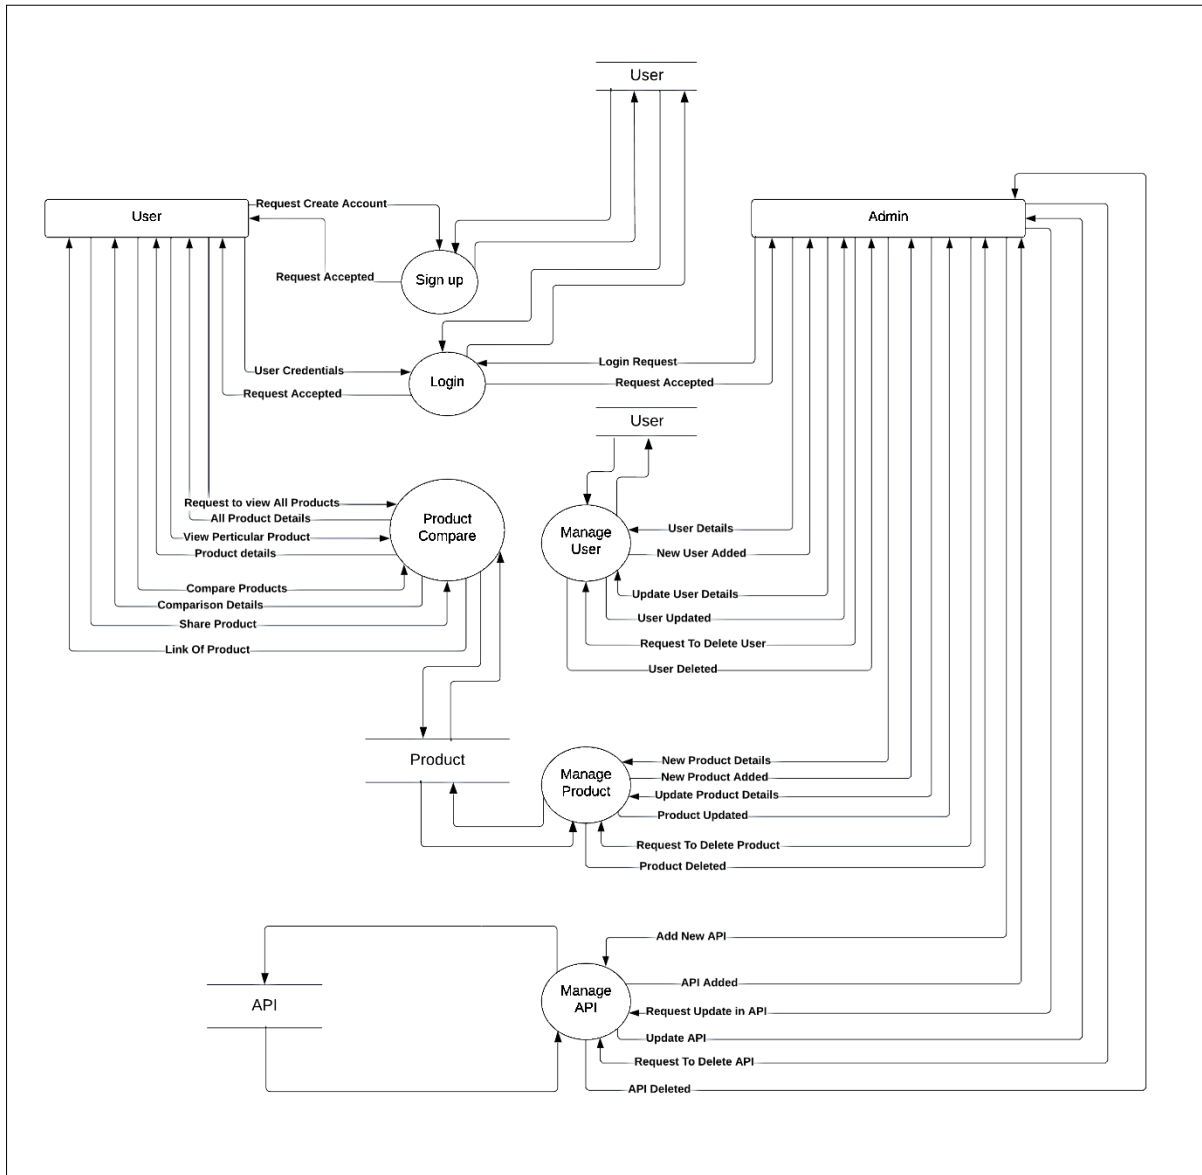 User
User
Admin
Request Create Account
Request Accepted
Sign up
Login Request
User Credentials
Login
Request Accepted
Request Accepted
User
Request to view All Products
All Product Details
View Perticular Product
Product details
Product
Compare
Compare Products
Comparison Details
Share Product
Link Of Product
Manage
User
User Details
New User Added
Update User Details
User Updated
Request To Delete User
User Deleted
Product
Manage
Product
New Product Details
New Product Added
Update Product Details
Product Updated
Request To Delete Product
Product Deleted
Add New API
API
Manage
API
API Added
Request Update in API
Update API
Request To Delete API
API Deleted